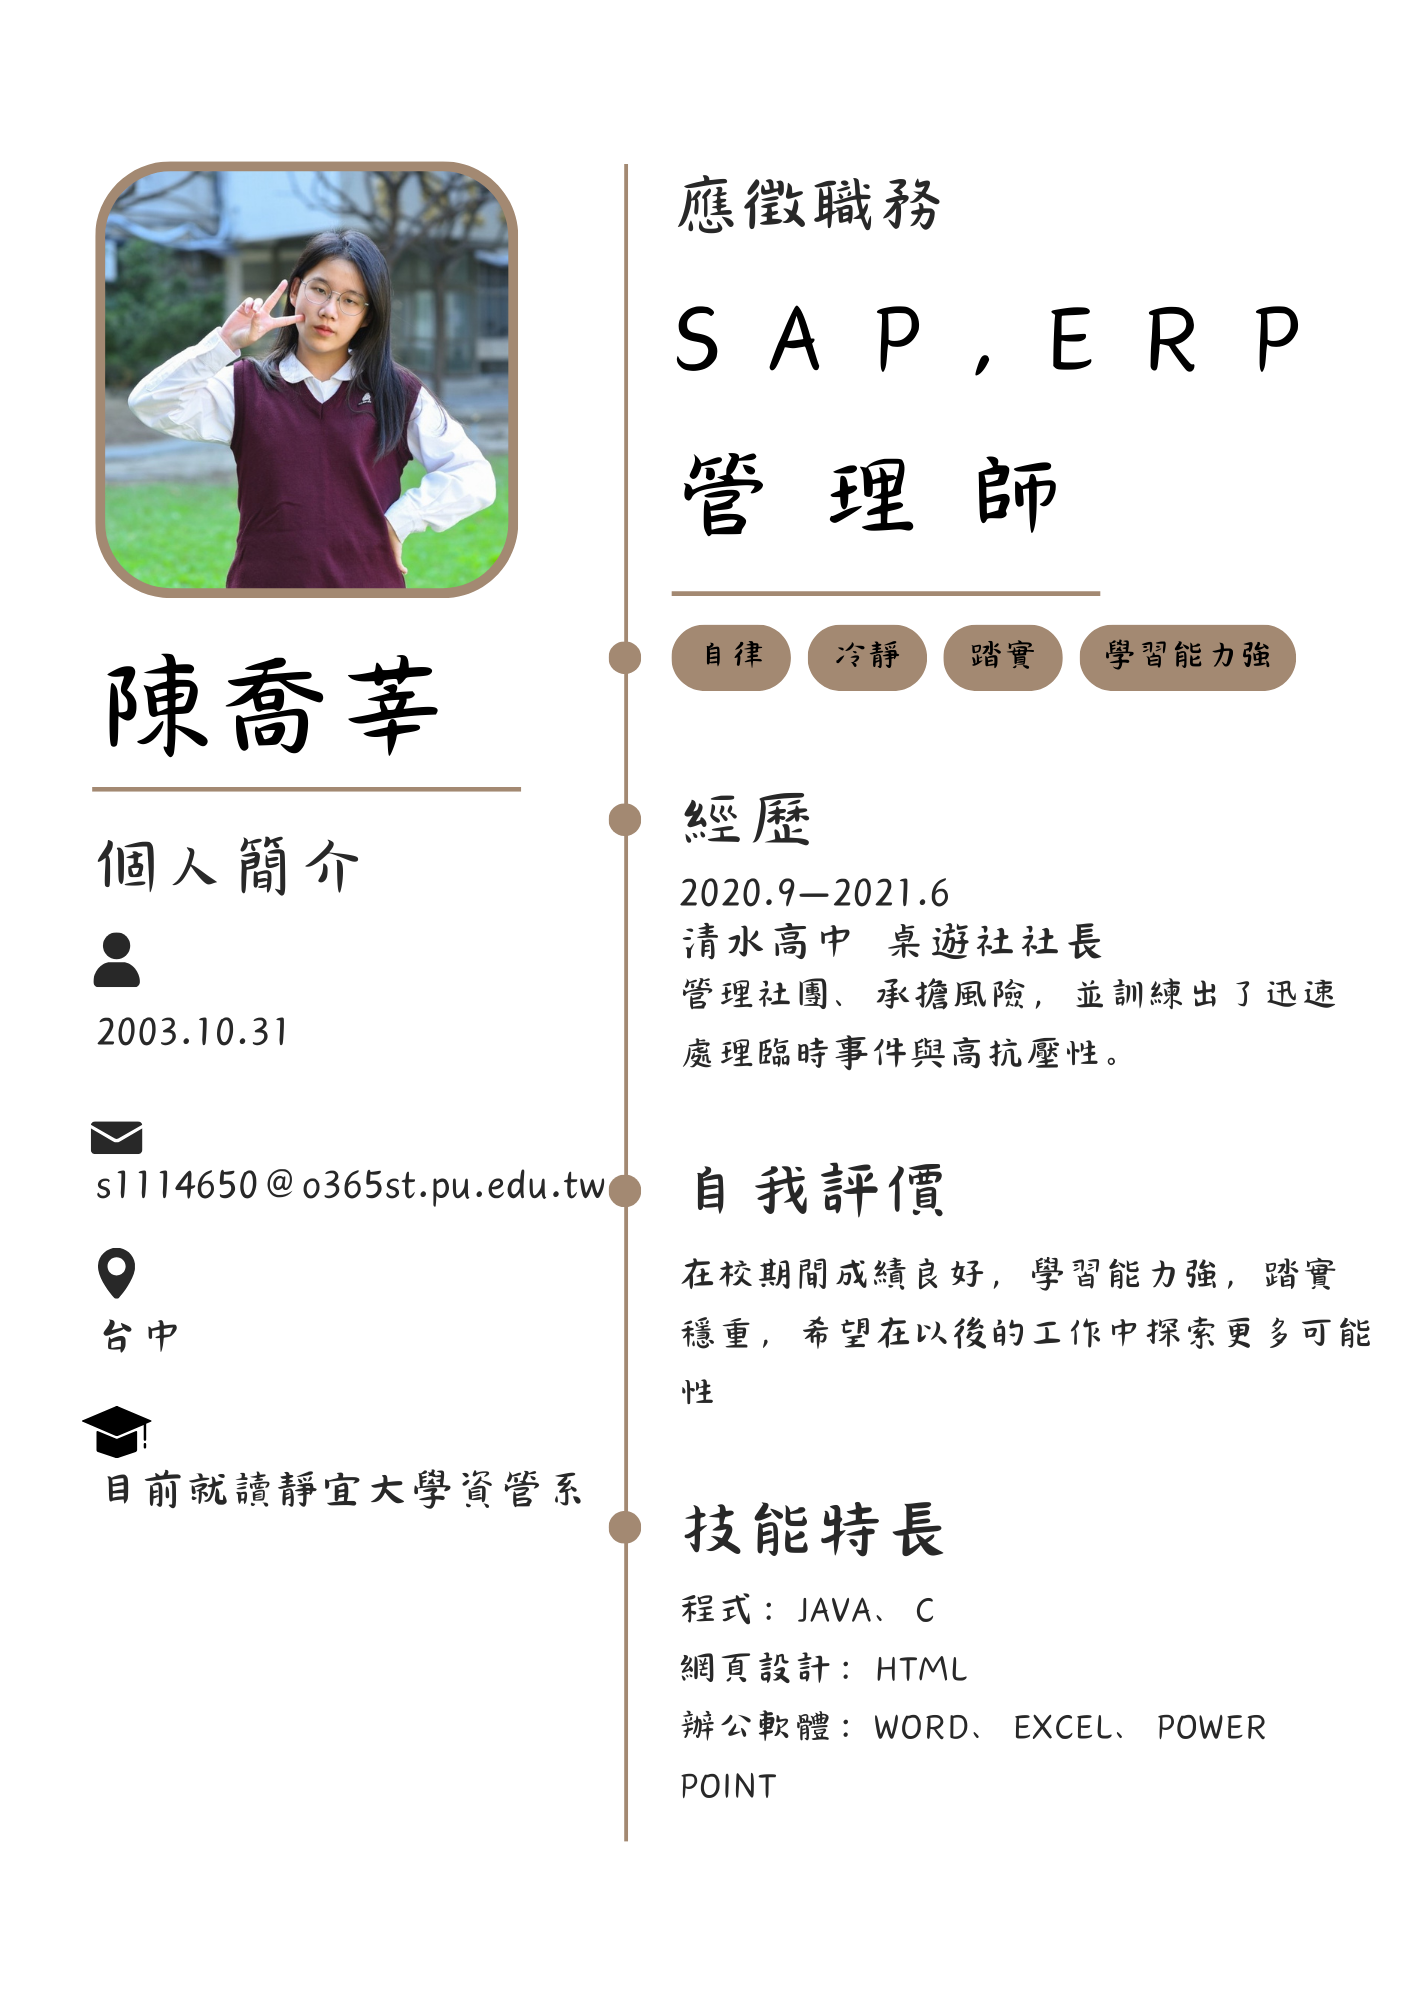 陳喬莘
個人簡介
2003.10.31
s1114650@o365st.pu.edu.tw
台中
目前就讀靜宜大學資管系
應徵職務
SAP,ERP
管理師
自律
冷靜
踏實
學習能力強
經歷
2020.9—2021.6
清水高中 桌遊社社長
管理社團、承擔風險，並訓練出了迅速
處理臨時事件與高抗壓性。
自我評價
在校期間成績良好，學習能力強，踏實
穩重，希望在以後的工作中探索更多可能
性
技能特長
程式：JAVA、C
網頁設計：HTML
辦公軟體：WORD、EXCEL、POWER
POINT